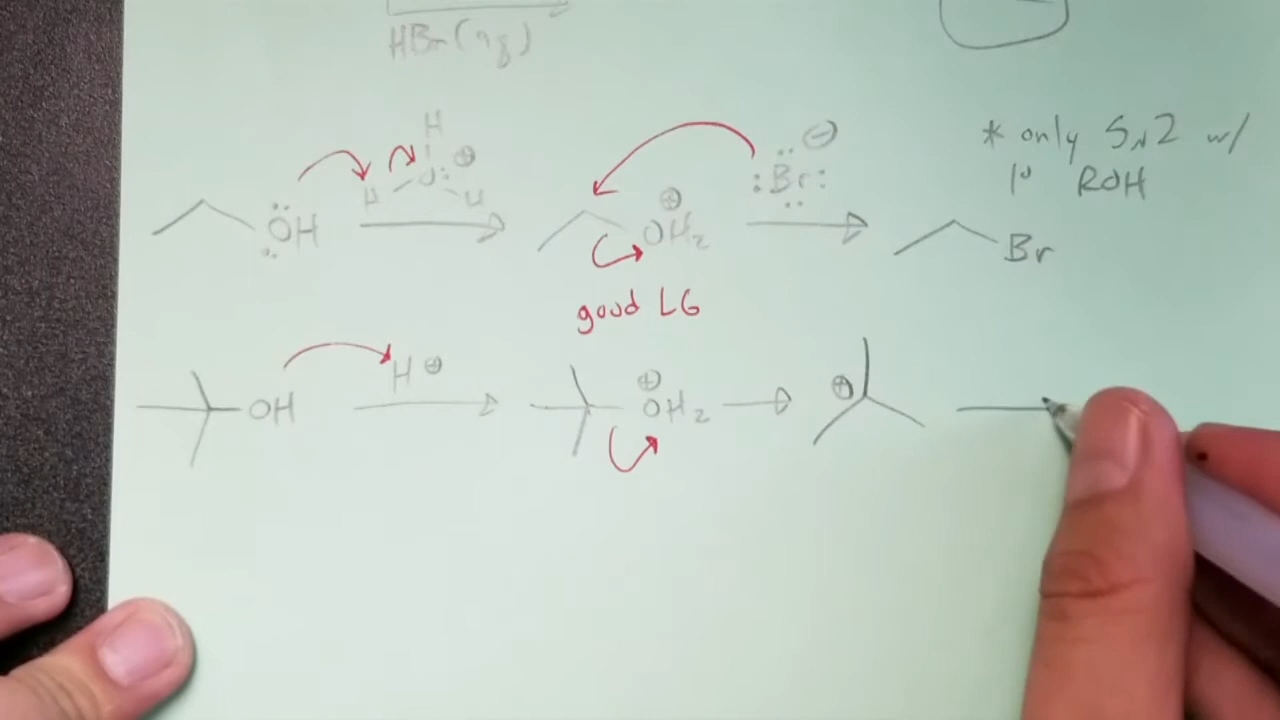 HBr(aq)
H
* only SN2 w/
1° ROH
H O: ⊕ H
:Br: ⊖
ÖH
⊕
OH2
Br
good LG
H⊕
OH
⊕
OH2
⊕